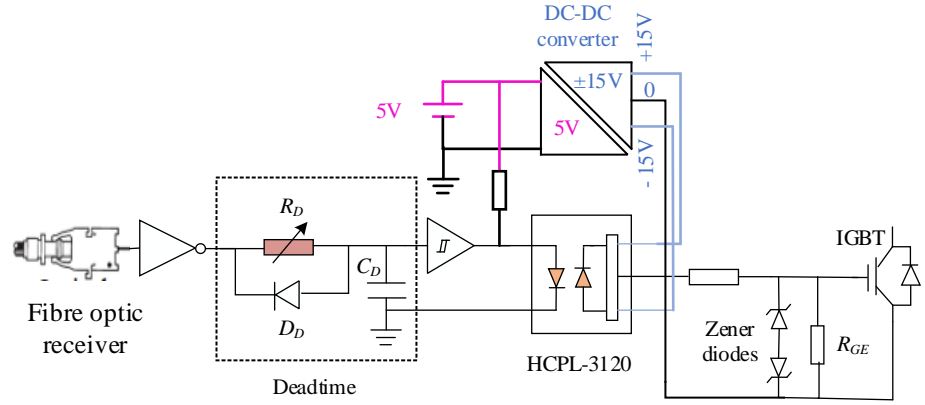 DC-DC
converter
+15V
±15V
0
5V
5V
- 15V
R_D
C_D
D_D
IGBT
Fibre optic
receiver
Deadtime
HCPL-3120
Zener
diodes
R_GE